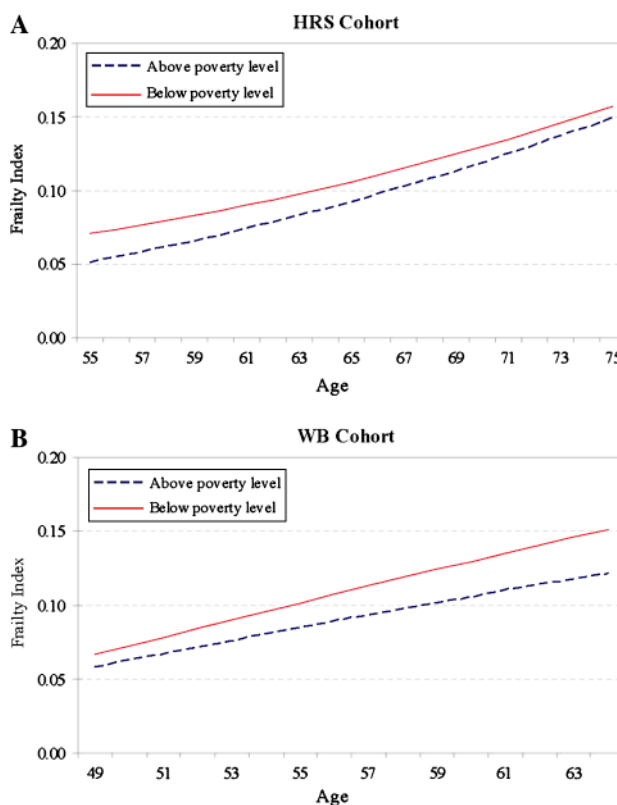 A
HRS Cohort
0.20
Above poverty level
Below poverty level
0.15
0.10
0.05
0.00
Frailty Index
55 57 59 61 63 65 67 69 71 73 75
Age
B
WB Cohort
0.20
Above poverty level
Below poverty level
0.15
0.10
0.05
0.00
Frailty Index
49 51 53 55 57 59 61 63
Age